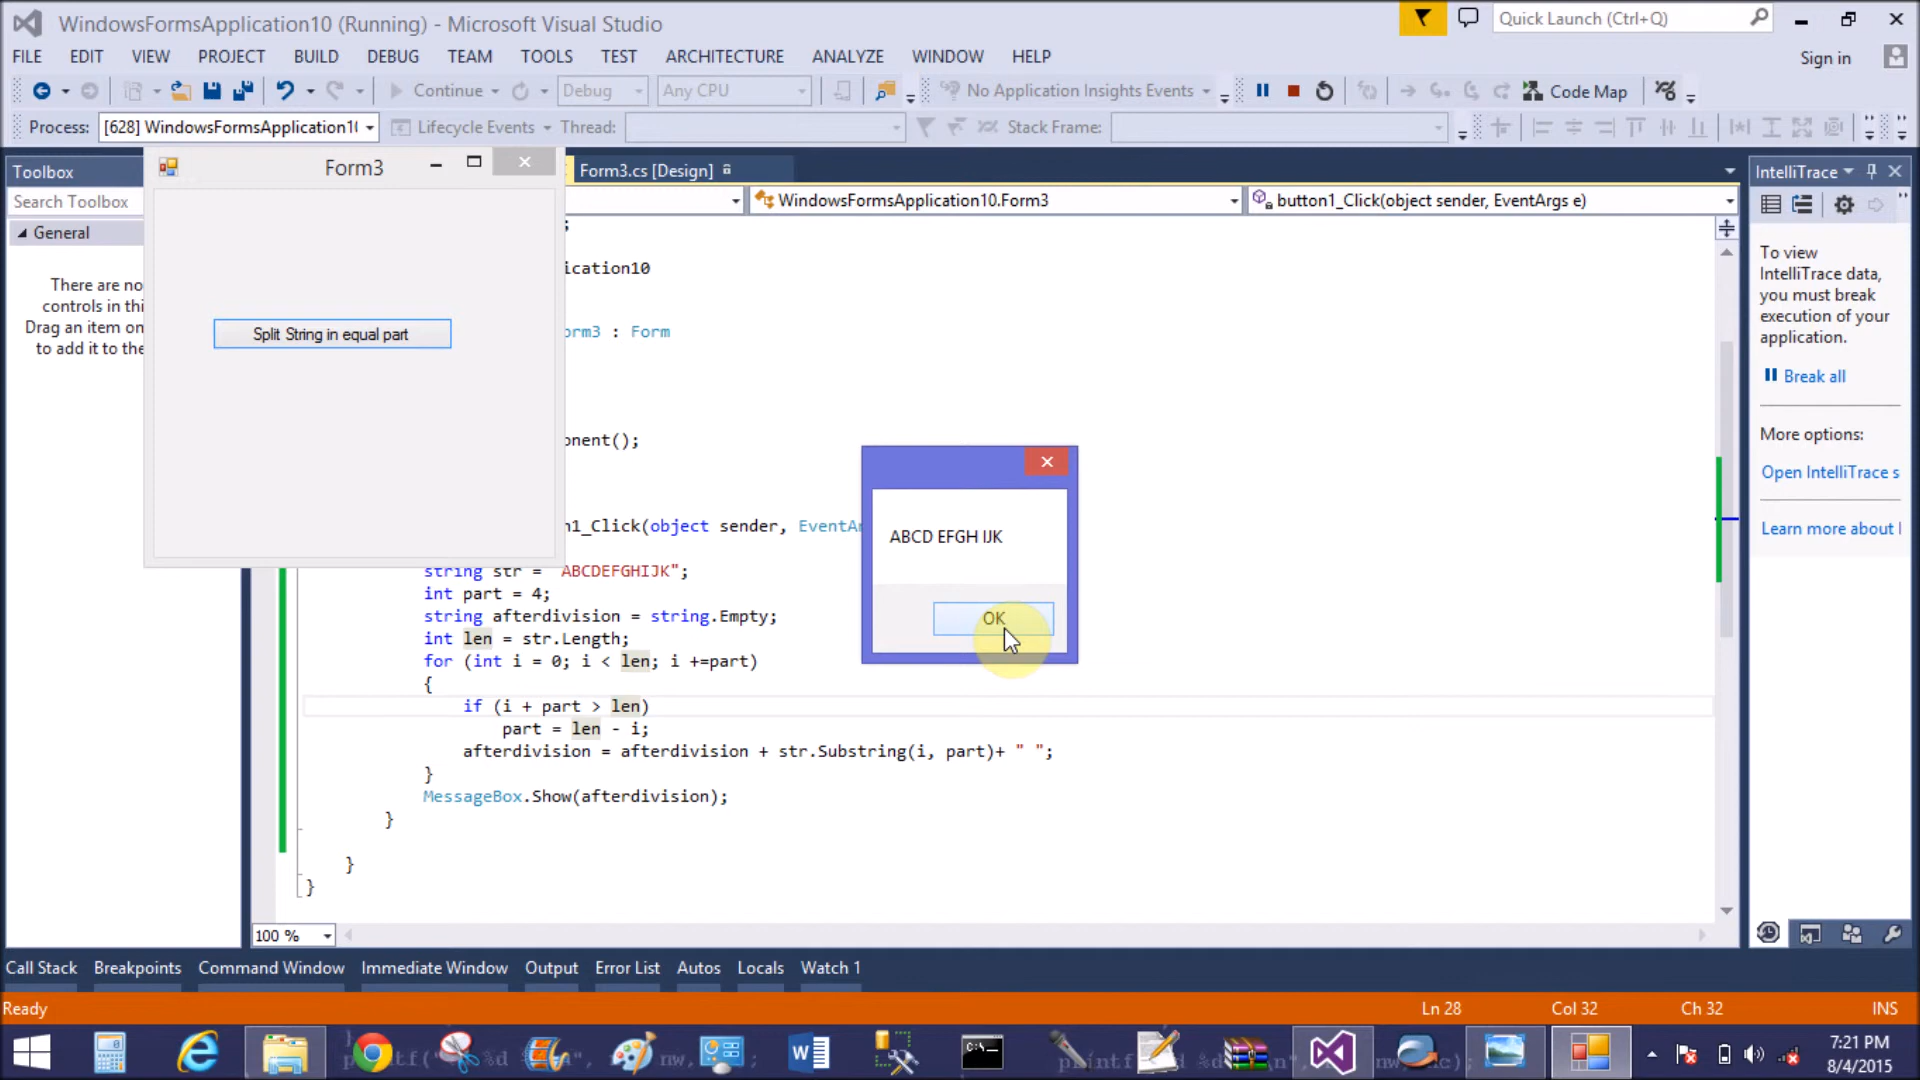 WindowsFormsApplication10 (Running) - Microsoft Visual Studio
Quick Launch (Ctrl+Q)
FILE EDIT VIEW PROJECT BUILD DEBUG TEAM TOOLS TEST ARCHITECTURE ANALYZE WINDOW HELP
Sign in
Continue Debug Any CPU No Application Insights Events Code Map
Process: [628] WindowsFormsApplication1 Lifecycle Events Thread: Stack Frame:
Toolbox
Form3
Form3.cs [Design]
IntelliTrace
Search Toolbox
WindowsFormsApplication10.Form3
button1_Click(object sender, EventArgs e)
General
;
There are no
controls in thi
Drag an item on
to add it to the
Split String in equal part
ication10
orm3 : Form
onent();
n1_Click(object sender, EventAr
string str = ABCDEFGHIJK";
int part = 4;
string afterdivision = string.Empty;
int len = str.Length;
for (int i = 0; i < len; i +=part)
{
if (i + part > len)
part = len - i;
afterdivision = afterdivision + str.Substring(i, part)+ " ";
}
MessageBox.Show(afterdivision);
}
}
}
ABCD EFGH IJK
OK
To view
IntelliTrace data,
you must break
execution of your
application.
Break all
More options:
Open IntelliTrace s
Learn more about I
100 %
Call Stack Breakpoints Command Window Immediate Window Output Error List Autos Locals Watch 1
Ready
Ln 28 Col 32 Ch 32 INS
7:21 PM
8/4/2015